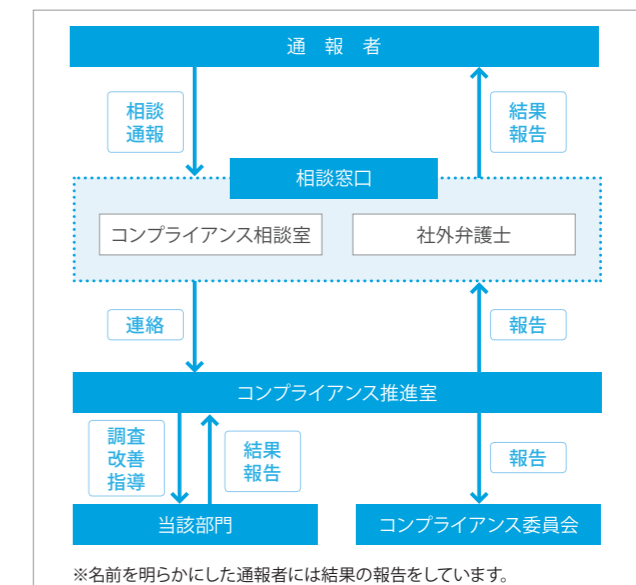 通 報 者
相談
通報
結果
報告
相談窓口
コンプライアンス相談室
社外弁護士
連絡
報告
コンプライアンス推進室
調査
改善
指導
結果
報告
報告
当該部門
コンプライアンス委員会
※名前を明らかにした通報者には結果の報告をしています。